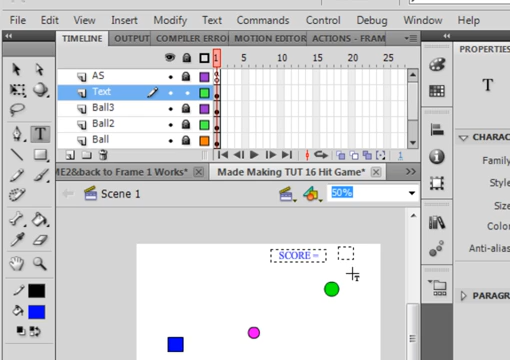 File Edit View Insert Modify Text Commands Control Debug Window Help
TIMELINE OUTPUT COMPILER ERRO MOTION EDITOR ACTIONS - FRAM PROPERTIES
1 5 10 15 20 25
AS
Text
Ball3
Ball2
Ball
1
T
CHARAC
Family
Style
Size
Color
Anti-alias
PARAGR
ME2&back to Frame 1 Works* Made Making TUT 16 Hit Game*
Scene 1 50%
SCORE =